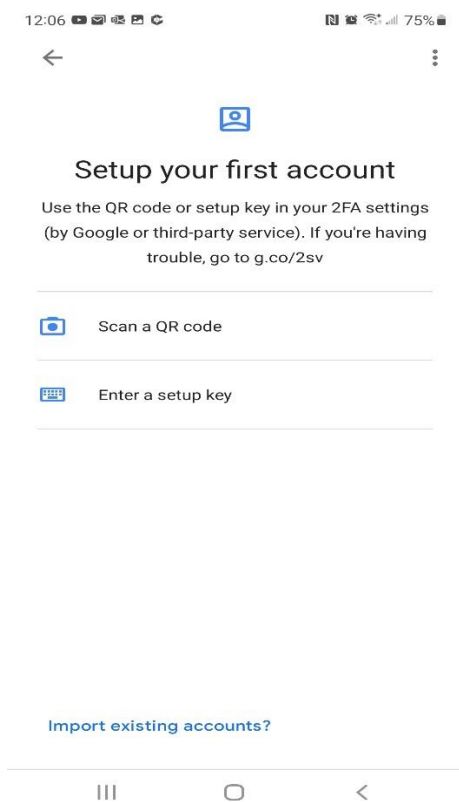 12:06
75%
Setup your first account
Use the QR code or setup key in your 2FA settings
(by Google or third-party service). If you're having
trouble, go to g.co/2sv
Scan a QR code
Enter a setup key
Import existing accounts?